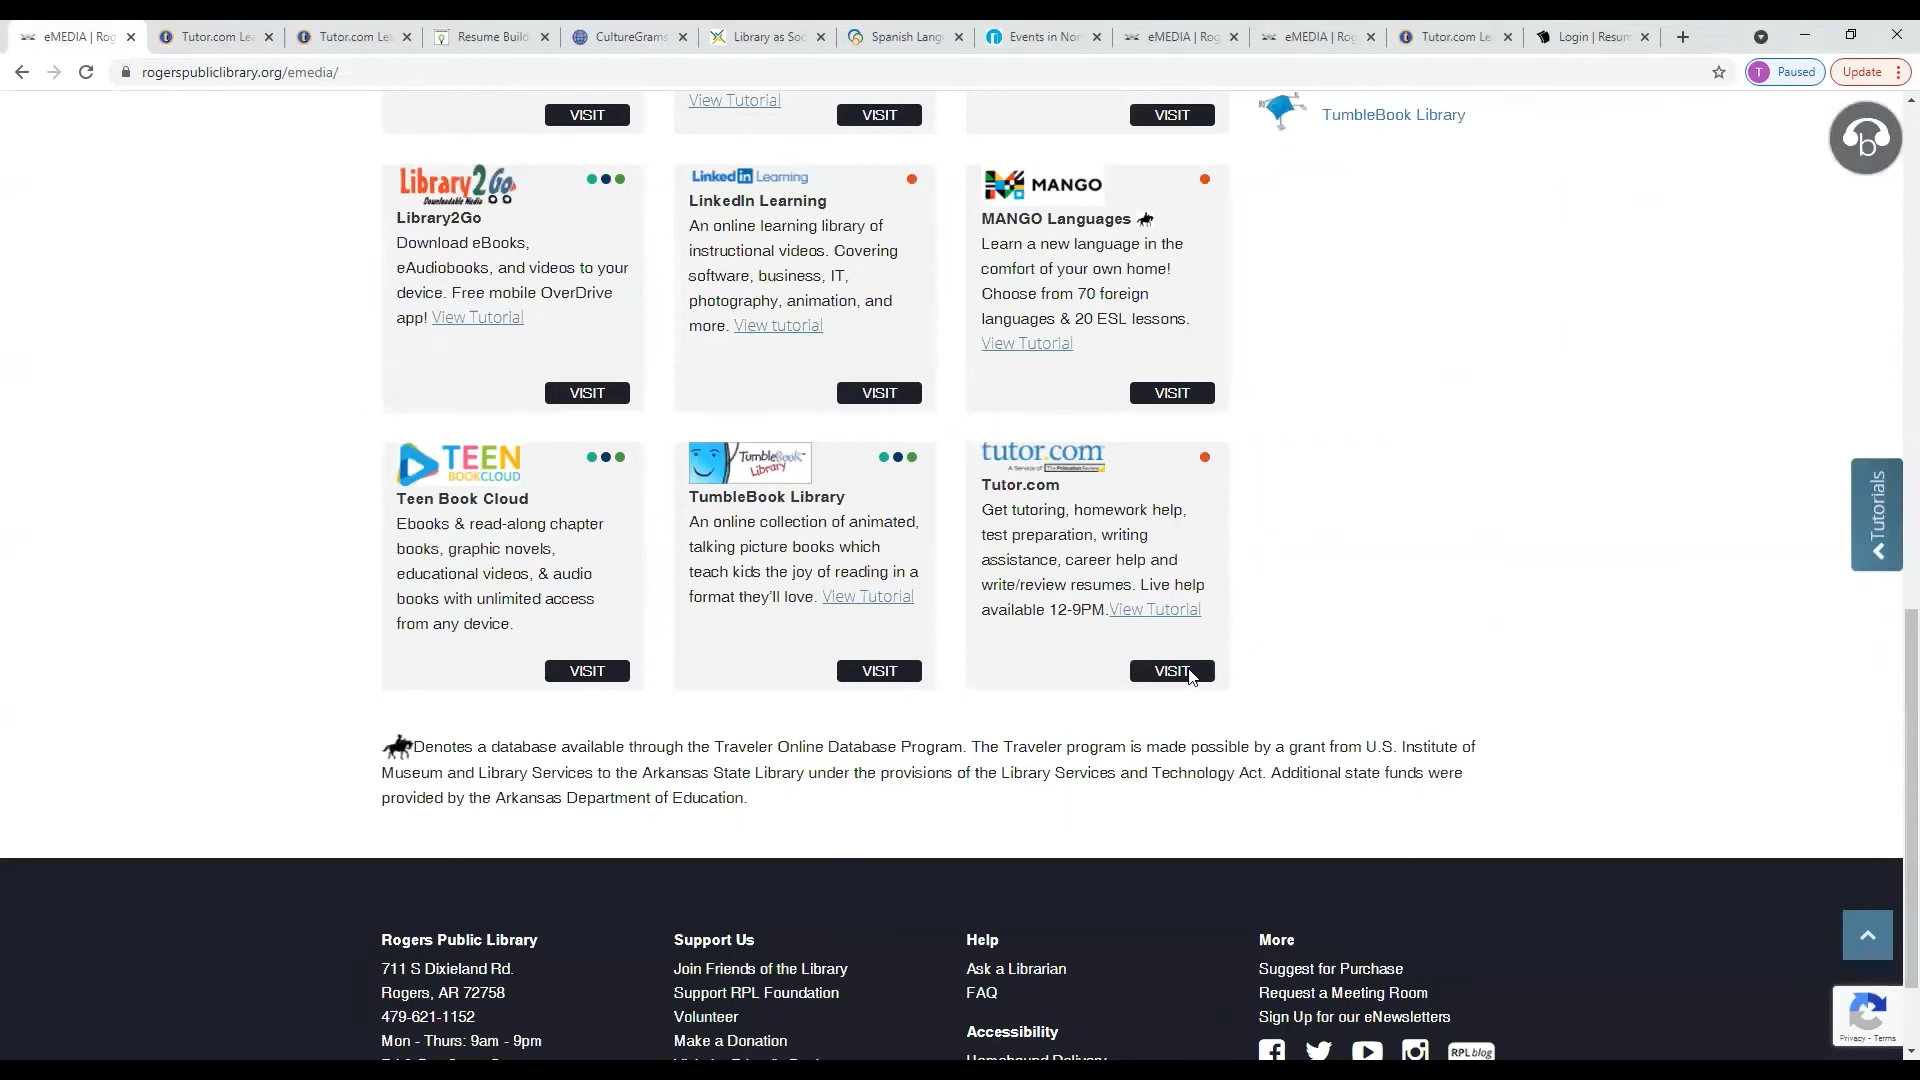 eMEDIA | Rog
Tutor.com Lea
Tutor.com Le
Resume Build
CultureGrams
Library as Soc
Spanish Lang
Events in Nor
eMEDIA | Rog
eMEDIA | Rog
Tutor.com Le
Login | Resum
rogerspubliclibrary.org/emedia/
T
Paused
Update
VISIT
View Tutorial
VISIT
VISIT
TumbleBook Library
b
Library2Go
Downloadable Media
Library2Go
Download eBooks,
eAudiobooks, and videos to your
device. Free mobile OverDrive
app! View Tutorial
VISIT
Linked in Learning
LinkedIn Learning
An online learning library of
instructional videos. Covering
software, business, IT,
photography, animation, and
more. View tutorial
VISIT
MANGO
MANGO Languages
Learn a new language in the
comfort of your own home!
Choose from 70 foreign
languages & 20 ESL lessons.
View Tutorial
VISIT
TEEN
BOOKCLOUD
Teen Book Cloud
Ebooks & read-along chapter
books, graphic novels,
educational videos, & audio
books with unlimited access
from any device.
VISIT
TumbleBook
Library
TumbleBook Library
An online collection of animated,
talking picture books which
teach kids the joy of reading in a
format they'll love. View Tutorial
VISIT
tutor.com
A Service of The Princeton Review
Tutor.com
Get tutoring, homework help,
test preparation, writing
assistance, career help and
write/review resumes. Live help
available 12-9PM.View Tutorial
VISIT
Tutorials
Denotes a database available through the Traveler Online Database Program. The Traveler program is made possible by a grant from U.S. Institute of
Museum and Library Services to the Arkansas State Library under the provisions of the Library Services and Technology Act. Additional state funds were
provided by the Arkansas Department of Education.
Rogers Public Library
711 S Dixieland Rd.
Rogers, AR 72758
479-621-1152
Mon - Thurs: 9am - 9pm
Support Us
Join Friends of the Library
Support RPL Foundation
Volunteer
Make a Donation
Help
Ask a Librarian
FAQ
Accessibility
Homebound Delivery
More
Suggest for Purchase
Request a Meeting Room
Sign Up for our eNewsletters
RPL blog
Privacy - Terms